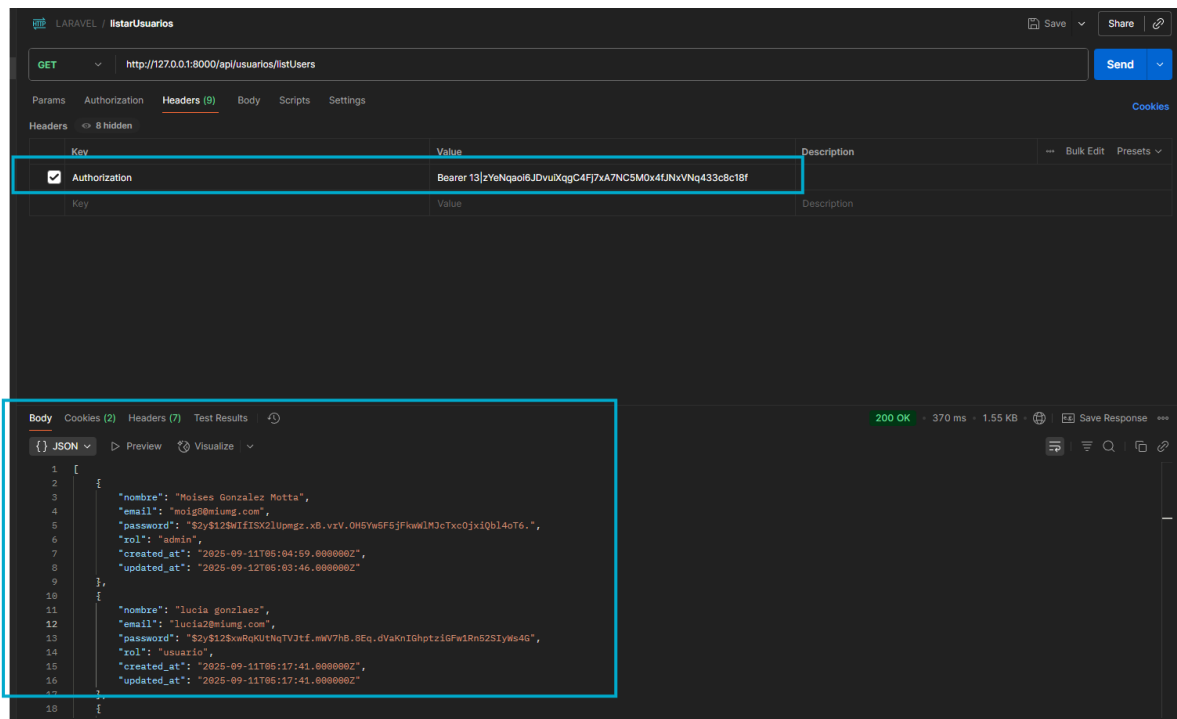 LARAVEL / listarUsuarios Save Share
GET http://127.0.0.1:8000/api/usuarios/listUsers Send
Params Authorization Headers (9) Body Scripts Settings Cookies
Headers 8 hidden
Key Value Description Bulk Edit Presets
Authorization Bearer 13|zYeNqaoi6JDvuiXqgC4Fj7xA7NC5M0x4fJNxVNq433c8c18f
Key Value Description
Body Cookies (2) Headers (7) Test Results 200 OK 370 ms 1.55 KB Save Response
{} JSON Preview Visualize
1 [
2 {
3 "nombre": "Moises Gonzalez Motta",
4 "email": "moig8@miumg.com",
5 "password": "$2y$12$WIfISX2lUpmgz.xB.vrV.OH5Yw5F5jFkwWlMJcTxcOjxiQbl4oT6.",
6 "rol": "admin",
7 "created_at": "2025-09-11T05:04:59.000000Z",
8 "updated_at": "2025-09-12T05:03:46.000000Z"
9 },
10 {
11 "nombre": "lucia gonzlaez",
12 "email": "lucia2@miumg.com",
13 "password": "$2y$12$xwRqKUtNqTVJtf.mWV7hB.8Eq.dVaKnIGhptziGFw1Rn52SIyWs4G",
14 "rol": "usuario",
15 "created_at": "2025-09-11T05:17:41.000000Z",
16 "updated_at": "2025-09-11T05:17:41.000000Z"
17 },
18 {